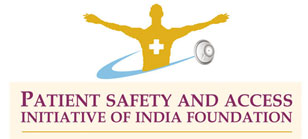 PATIENT SAFETY AND ACCESS
INITIATIVE OF INDIA FOUNDATION